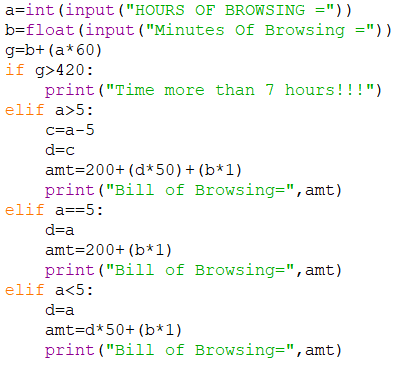 a=int(input("HOURS OF BROWSING ="))
b=float(input("Minutes Of Browsing ="))
g=b+(a*60)
if g>420:
    print("Time more than 7 hours!!!")
elif a>5:
    c=a-5
    d=c
    amt=200+(d*50)+(b*1)
    print("Bill of Browsing=",amt)
elif a==5:
    d=a
    amt=200+(b*1)
    print("Bill of Browsing=",amt)
elif a<5:
    d=a
    amt=d*50+(b*1)
    print("Bill of Browsing=",amt)